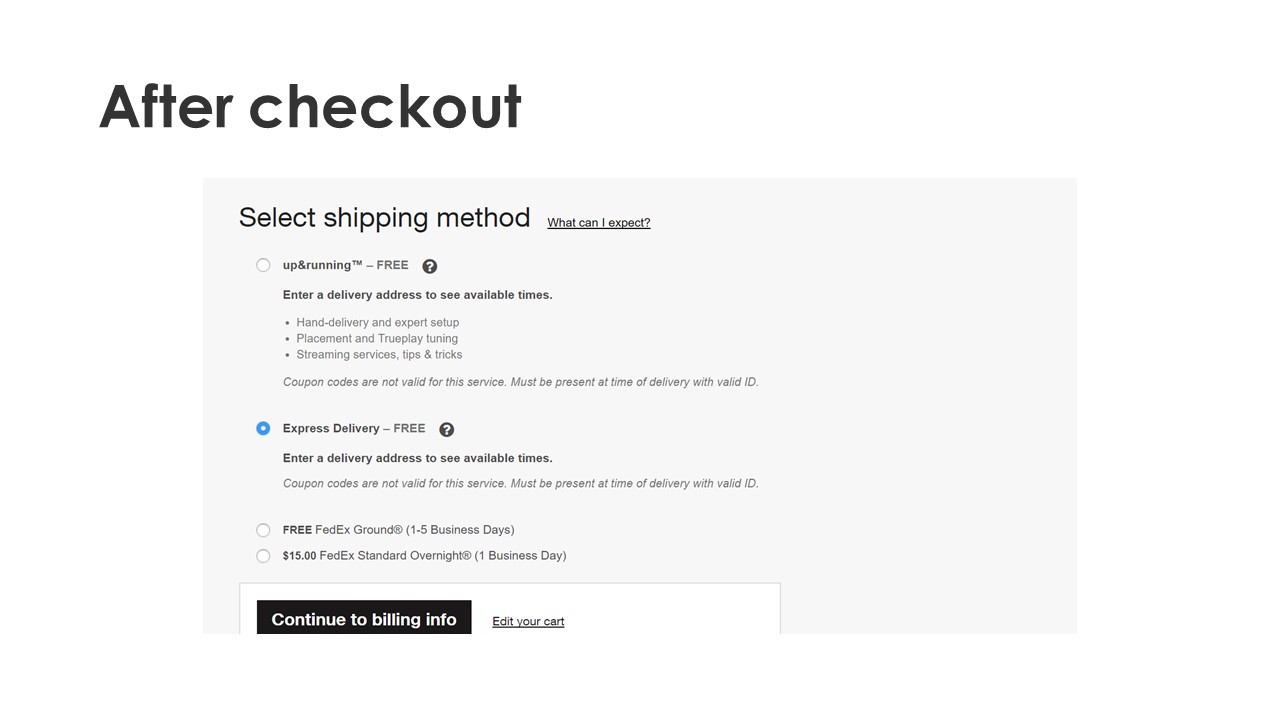 After checkout
Select shipping method What can I expect?
up&running™ – FREE ?
Enter a delivery address to see available times.
• Hand-delivery and expert setup
• Placement and Trueplay tuning
• Streaming services, tips & tricks
Coupon codes are not valid for this service. Must be present at time of delivery with valid ID.
Express Delivery – FREE ?
Enter a delivery address to see available times.
Coupon codes are not valid for this service. Must be present at time of delivery with valid ID.
FREE FedEx Ground® (1-5 Business Days)
$15.00 FedEx Standard Overnight® (1 Business Day)
Continue to billing info Edit your cart